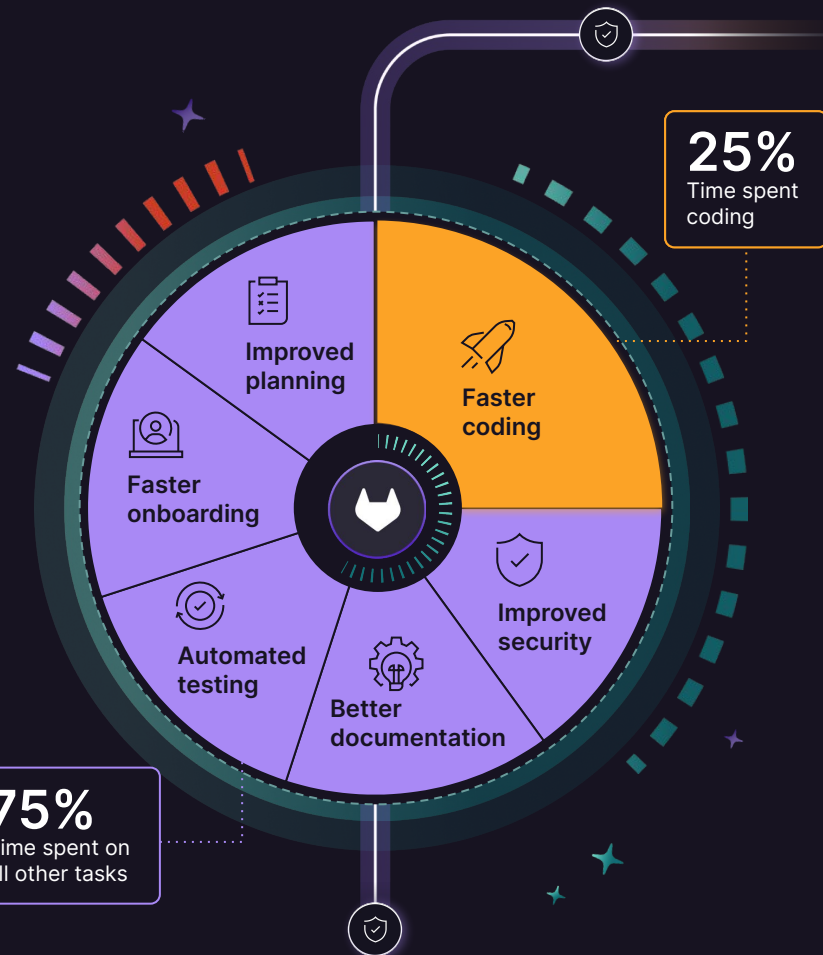 25%
Time spent
coding
Improved
planning
Faster
coding
Faster
onboarding
Improved
security
Automated
testing
Better
documentation
75%
ime spent on
ll other tasks